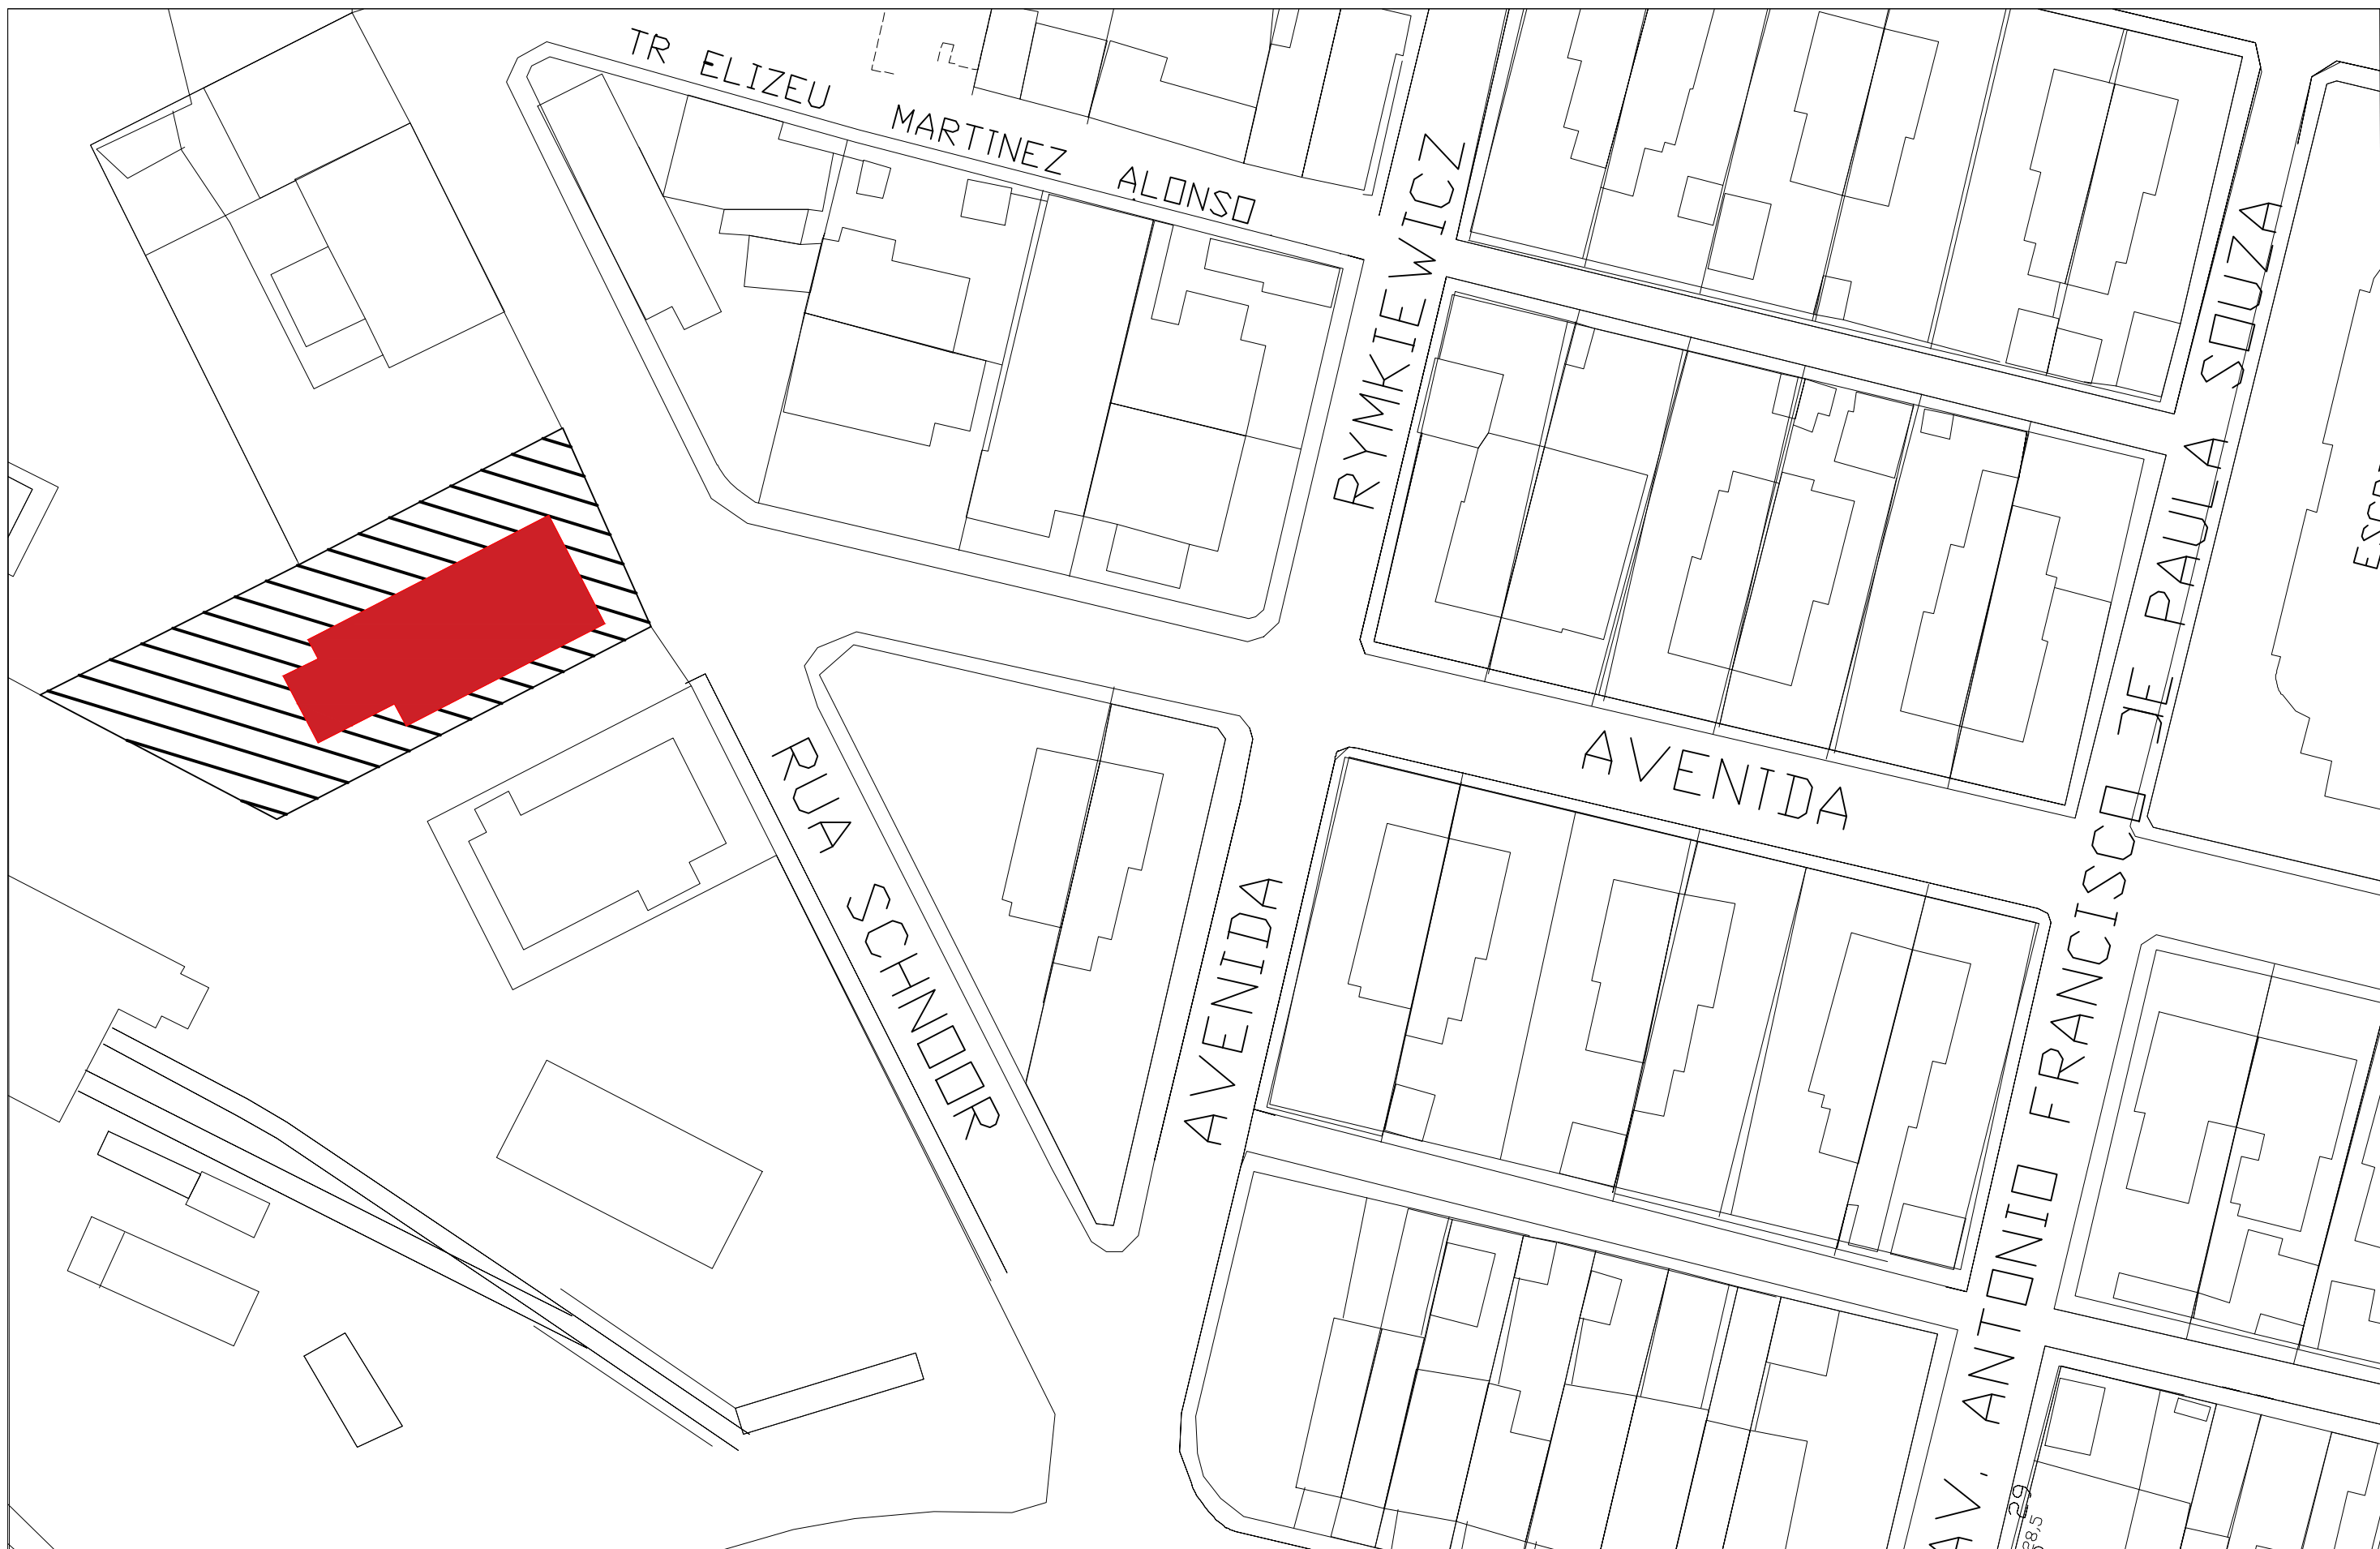 TR ELIZEU MARTINEZ ALONSO
RYMKIEWICZ
AVENIDA
RUA SCHNOOR
AVENIDA
AV. ANTONIO FRANCISCO DE PAULA SOUZA
29